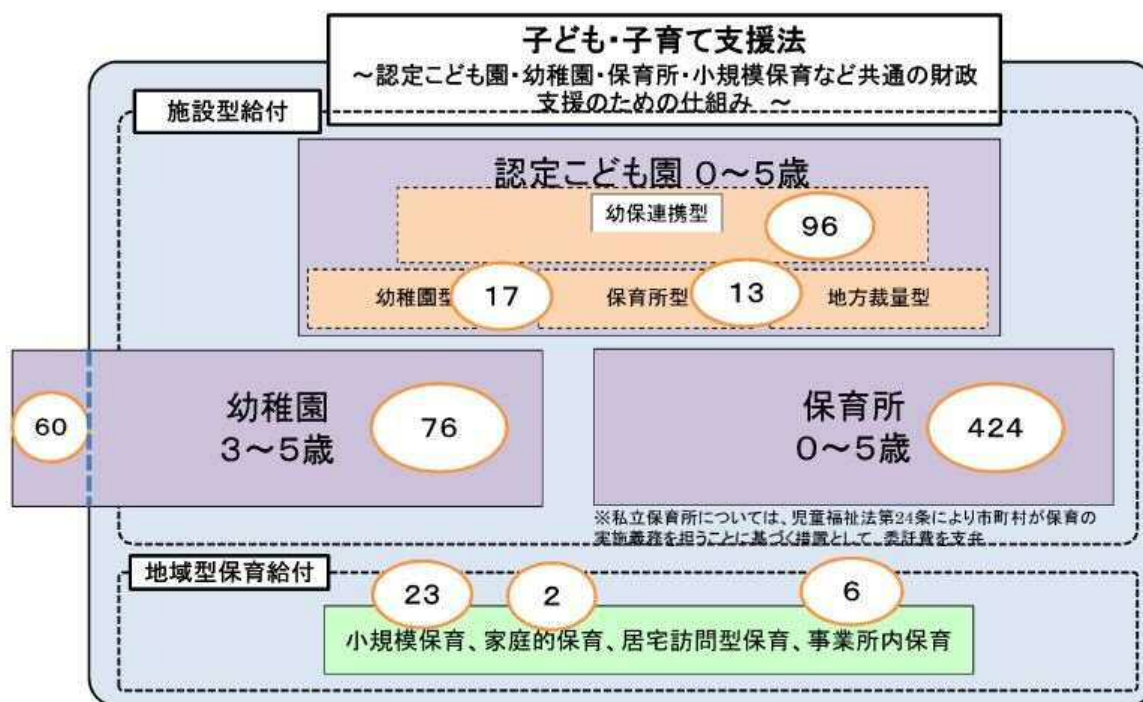 子ども・子育て支援法
～認定こども園・幼稚園・保育所・小規模保育など共通の財政
支援のための仕組み ～
施設型給付
認定こども園 0～5歳
幼保連携型
96
幼稚園型
17
保育所型
13
地方裁量型
60
幼稚園
3～5歳
76
保育所
0～5歳
424
※私立保育所については、児童福祉法第24条により市町村が保育の
実施義務を担うことに基づく措置として、委託費を支弁
地域型保育給付
23
2
6
小規模保育、家庭的保育、居宅訪問型保育、事業所内保育